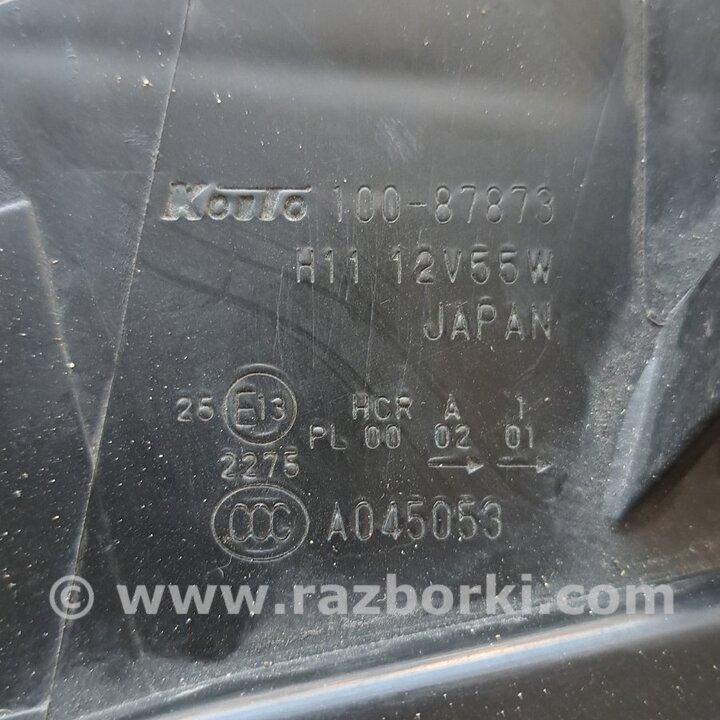 Koito 100-87873
H11 12V55W
JAPAN
25 E13 HCR A 1
PL 00 02 01
2275
CCC A045053
© www.razborki.com